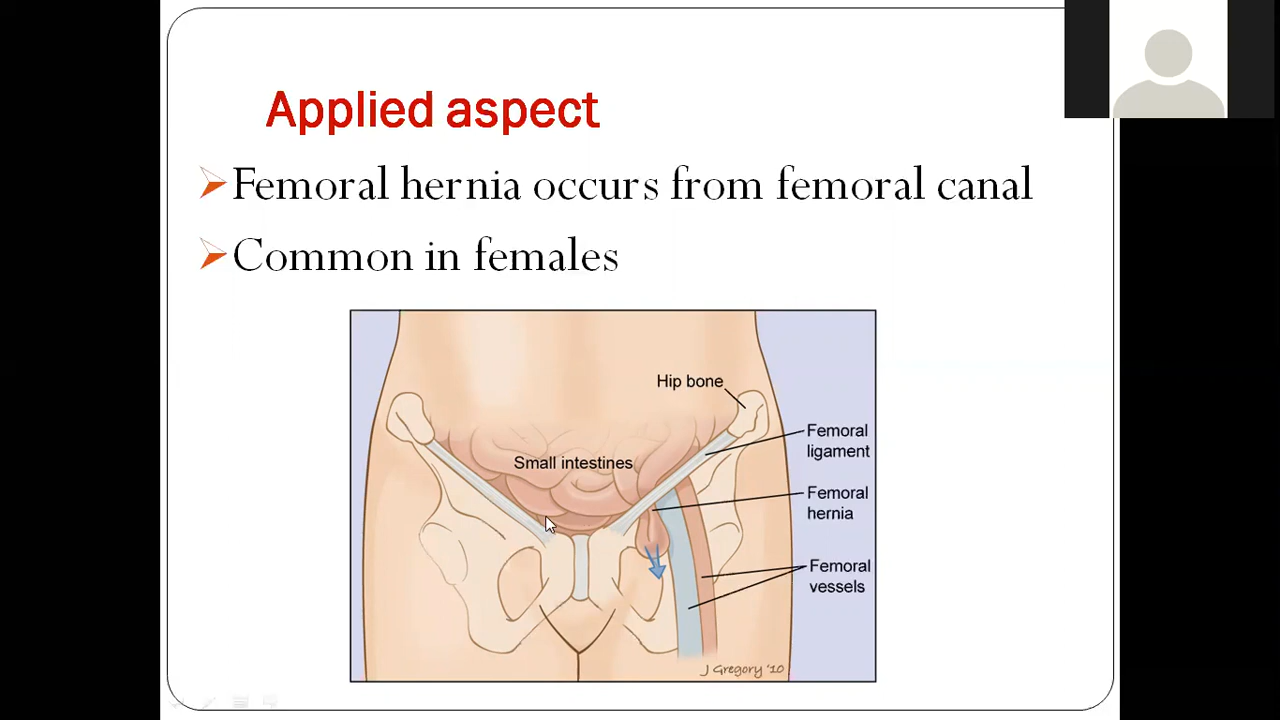 Applied aspect
Femoral hernia occurs from femoral canal
Common in females
Hip bone
Femoral
ligament
Small intestines
Femoral
hernia
Femoral
vessels
J Gregory '10